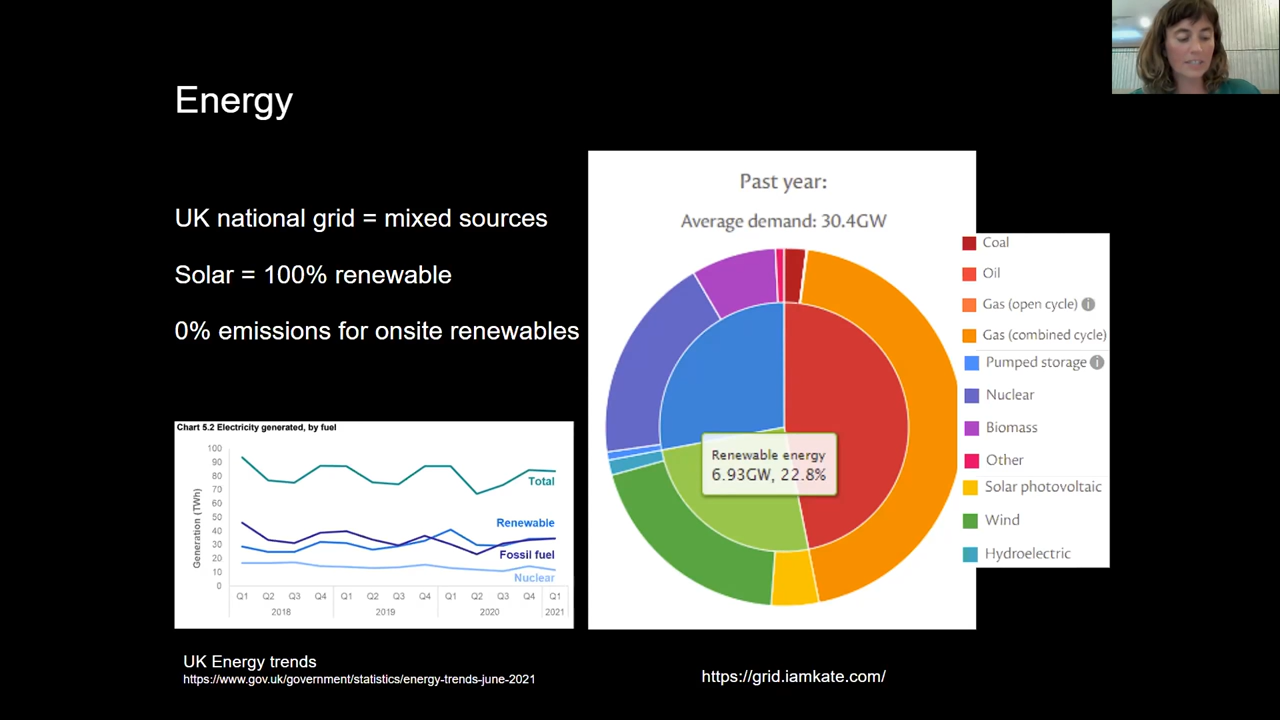 Energy
UK national grid = mixed sources
Solar = 100% renewable
0% emissions for onsite renewables
Chart 5.2 Electricity generated, by fuel
Generation (TWh)
100
90
80
70
60
50
40
30
20
10
0
Total
Renewable
Fossil fuel
Nuclear
Q1 Q2 Q3 Q4 Q1 Q2 Q3 Q4 Q1 Q2 Q3 Q4 Q1
2018 2019 2020 2021
UK Energy trends
https://www.gov.uk/government/statistics/energy-trends-june-2021
Past year:
Average demand: 30.4GW
Renewable energy
6.93GW, 22.8%
Coal
Oil
Gas (open cycle) i
Gas (combined cycle)
Pumped storage i
Nuclear
Biomass
Other
Solar photovoltaic
Wind
Hydroelectric
https://grid.iamkate.com/